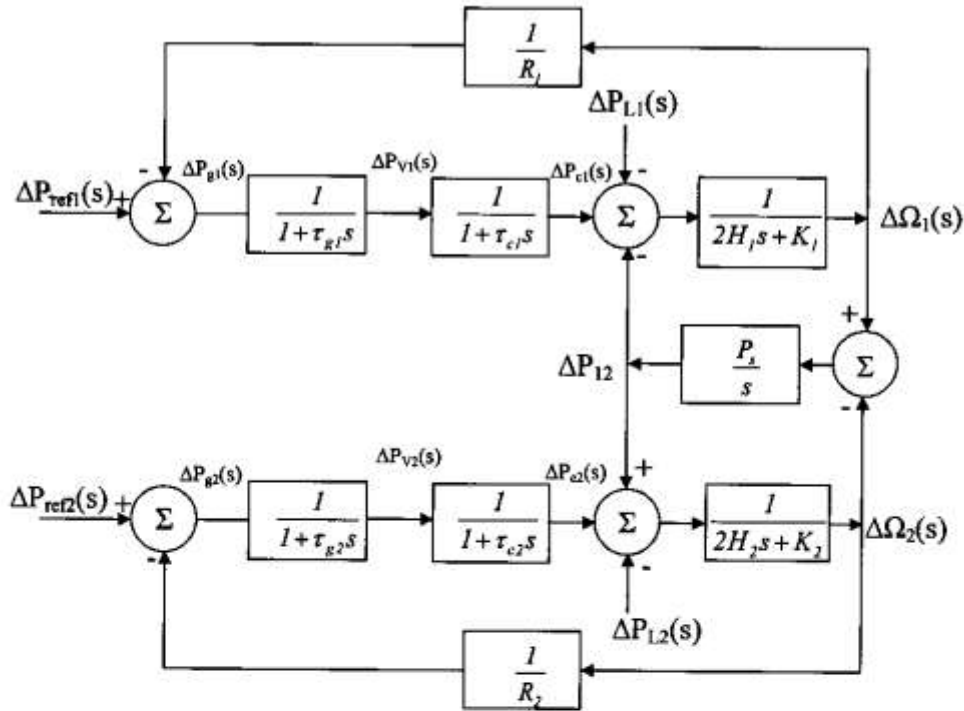 1
R1
ΔPL1(s)
-
ΔPg1(s)
ΔPV1(s)
ΔPc1(s)
-
ΔPref1(s) +
Σ
1
1+τg1s
1
1+τc1s
Σ
1
2H1s+K1
ΔΩ1(s)
-
+
ΔP12
Ps
s
Σ
-
ΔPg2(s)
ΔPV2(s)
ΔPe2(s)
+
ΔPref2(s) +
Σ
1
1+τg2s
1
1+τc2s
Σ
1
2H2s+K2
ΔΩ2(s)
-
-
ΔPL2(s)
1
R2